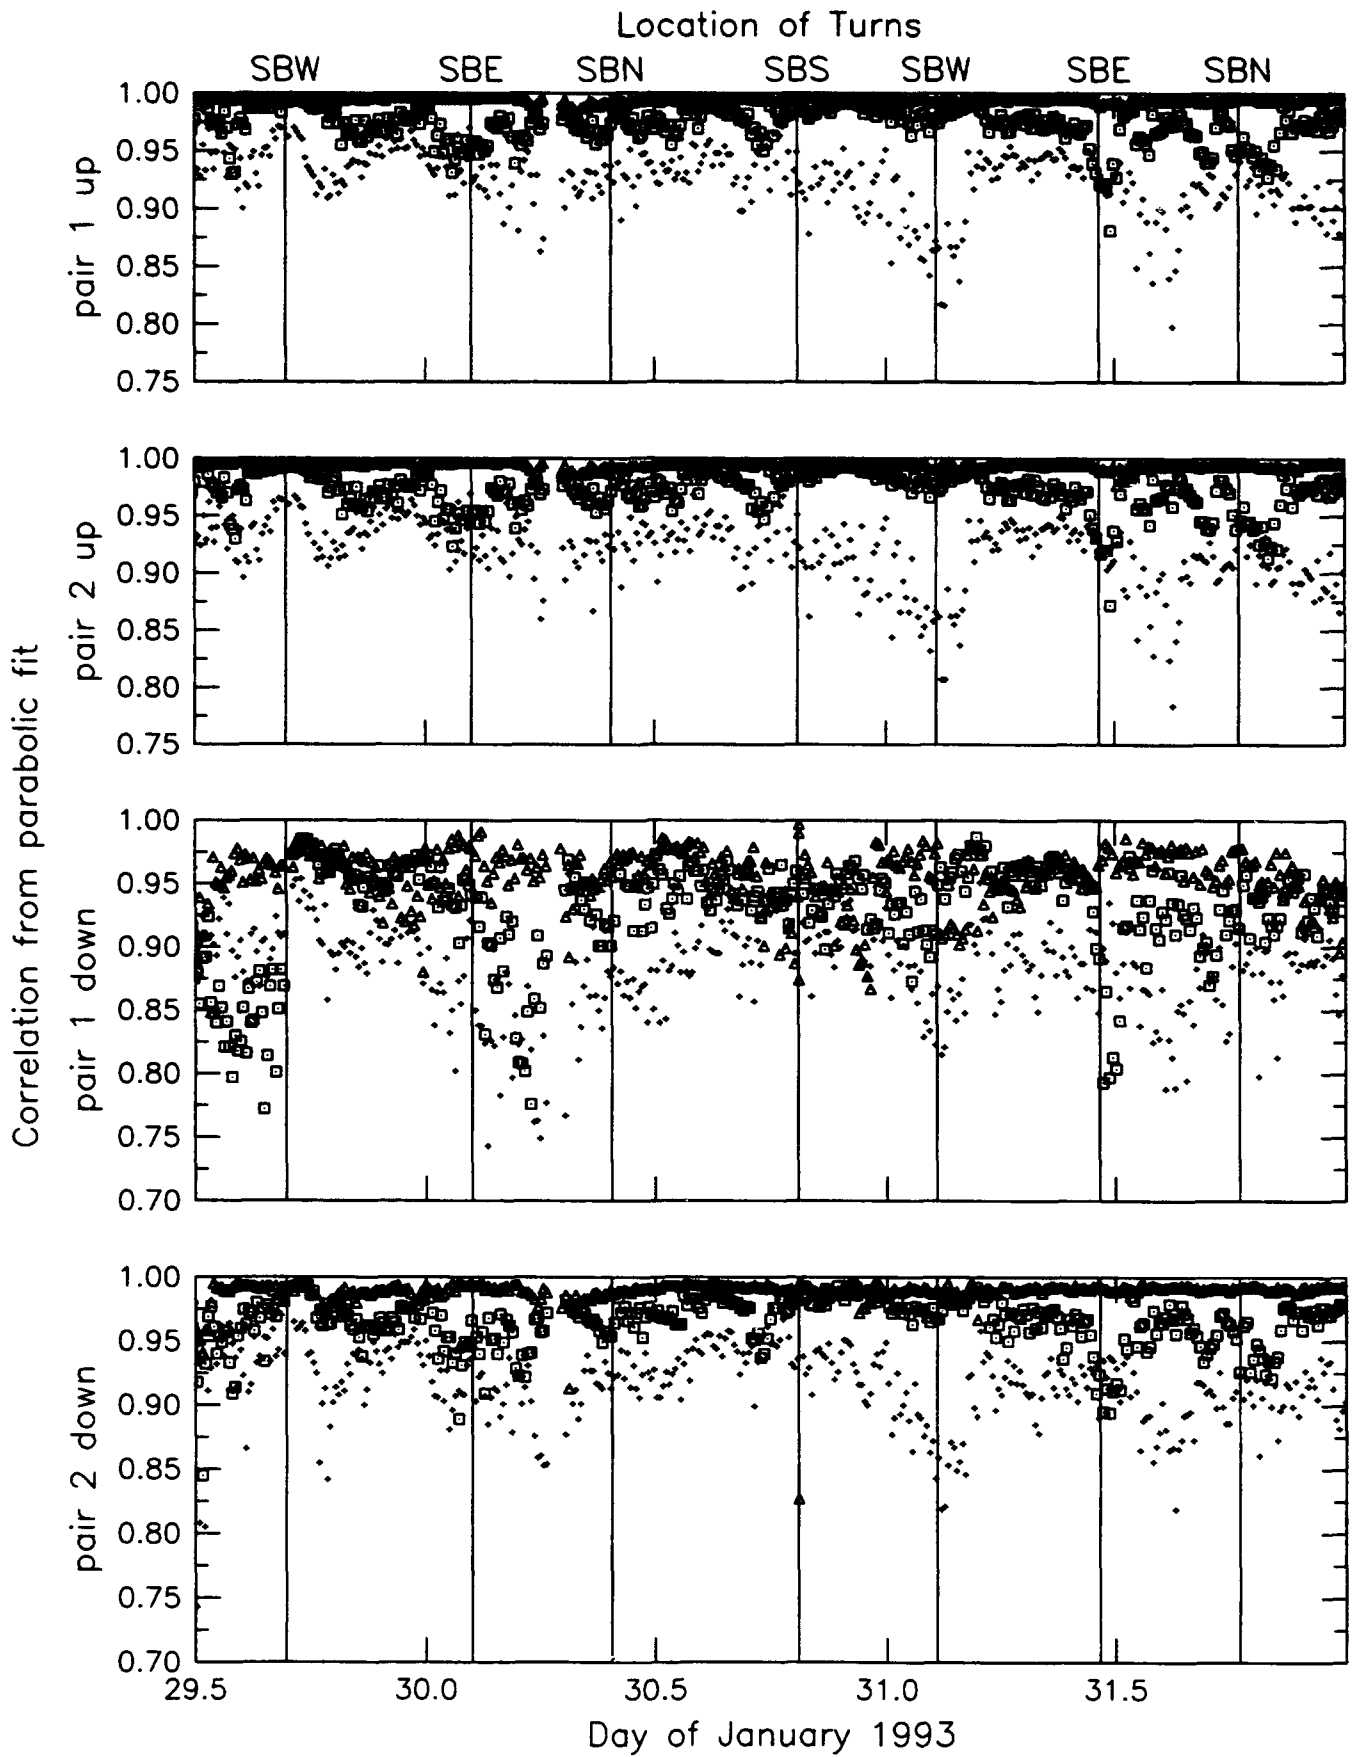 Location of Turns
SBW SBE SBN SBS SBW SBE SBN
1.00
0.95
0.90
0.85
0.80
0.75
pair 1 up
1.00
0.95
0.90
0.85
0.80
0.75
pair 2 up
Correlation from parabolic fit
1.00
0.95
0.90
0.85
0.80
0.75
0.70
pair 1 down
1.00
0.95
0.90
0.85
0.80
0.75
0.70
pair 2 down
29.5 30.0 30.5 31.0 31.5
Day of January 1993